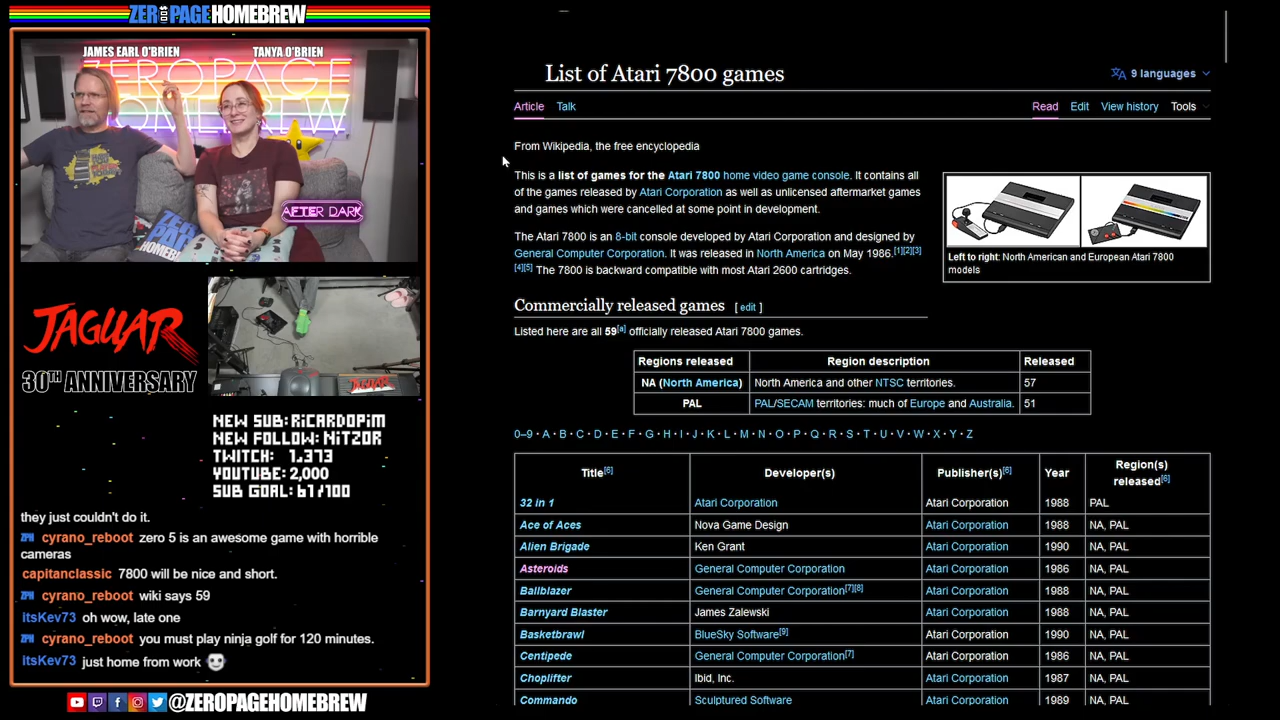 ZEROPAGE HOMEBREW
JAMES EARL O'BRIEN
TANYA O'BRIEN
AFTER DARK
JAGUAR
30TH ANNIVERSARY
NEW SUB: RICARDOPIM
NEW FOLLOW: NITZOR
TWITCH: 1,373
YOUTUBE: 2,000
SUB GOAL: 67/100
they just couldn't do it.
cyrano_reboot zero 5 is an awesome game with horrible
cameras
capitanclassic 7800 will be nice and short.
cyrano_reboot wiki says 59
itsKev73 oh wow, late one
cyrano_reboot you must play ninja golf for 120 minutes.
itsKev73 just home from work
@ZEROPAGEHOMEBREW
List of Atari 7800 games
9 languages
Article Talk
Read Edit View history Tools
From Wikipedia, the free encyclopedia
This is a list of games for the Atari 7800 home video game console. It contains all
of the games released by Atari Corporation as well as unlicensed aftermarket games
and games which were cancelled at some point in development.
The Atari 7800 is an 8-bit console developed by Atari Corporation and designed by
General Computer Corporation. It was released in North America on May 1986.[1][2][3]
[4][5] The 7800 is backward compatible with most Atari 2600 cartridges.
Left to right: North American and European Atari 7800
models
Commercially released games [ edit ]
Listed here are all 59[a] officially released Atari 7800 games.
Regions released Region description Released
NA (North America) North America and other NTSC territories. 57
PAL PAL/SECAM territories: much of Europe and Australia. 51
0–9 · A · B · C · D · E · F · G · H · I · J · K · L · M · N · O · P · Q · R · S · T · U · V · W · X · Y · Z
Title[6] Developer(s) Publisher(s)[6] Year Region(s)
released[6]
32 in 1 Atari Corporation Atari Corporation 1988 PAL
Ace of Aces Nova Game Design Atari Corporation 1988 NA, PAL
Alien Brigade Ken Grant Atari Corporation 1990 NA, PAL
Asteroids General Computer Corporation Atari Corporation 1986 NA, PAL
Ballblazer General Computer Corporation[7][8] Atari Corporation 1988 NA, PAL
Barnyard Blaster James Zalewski Atari Corporation 1988 NA, PAL
Basketbrawl BlueSky Software[9] Atari Corporation 1990 NA, PAL
Centipede General Computer Corporation[7] Atari Corporation 1986 NA, PAL
Choplifter Ibid, Inc. Atari Corporation 1987 NA, PAL
Commando Sculptured Software Atari Corporation 1989 NA, PAL